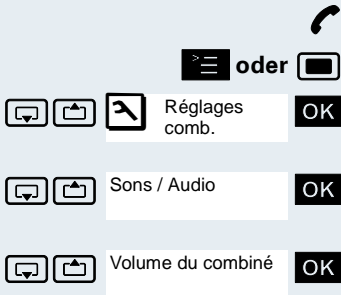 oder
Réglages
comb.
OK
Sons / Audio
OK
Volume du combiné
OK